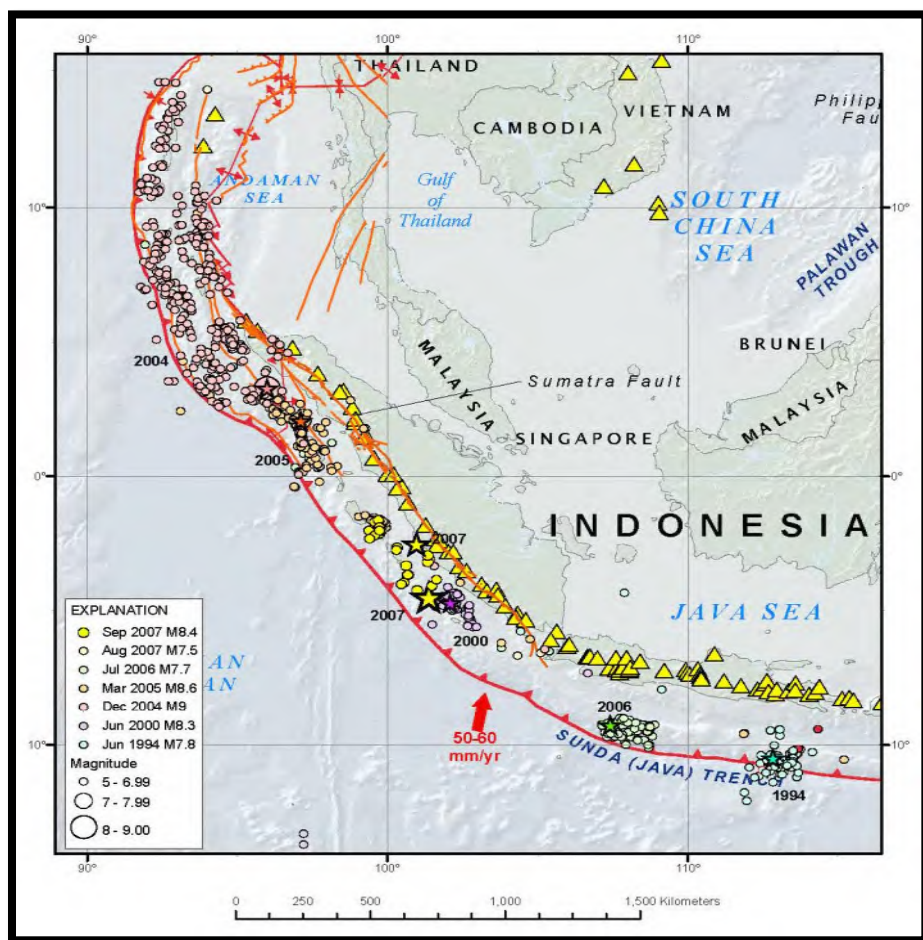 90°
100°
110°
THAILAND
VIETNAM
CAMBODIA
Philip
Fau
ANDAMAN
SEA
Gulf
of
Thailand
10°
10°
SOUTH
CHINA
SEA
PALAWAN
TROUGH
BRUNEI
2004
MALAYSIA
Sumatra Fault
MALAYSIA
SINGAPORE
2005
0°
0°
INDONESIA
2007
2007
2000
JAVA SEA
EXPLANATION
Sep 2007 M8.4
Aug 2007 M7.5
Jul 2006 M7.7
Mar 2005 M8.6
Dec 2004 M9
Jun 2000 M8.3
Jun 1994 M7.8
Magnitude
5 - 6.99
7 - 7.99
8 - 9.00
AN
AN
50-60
mm/yr
2006
SUNDA (JAVA) TRENCH
1994
10°
10°
90°
100°
110°
0 250 500 1,000 1,500 Kilometers